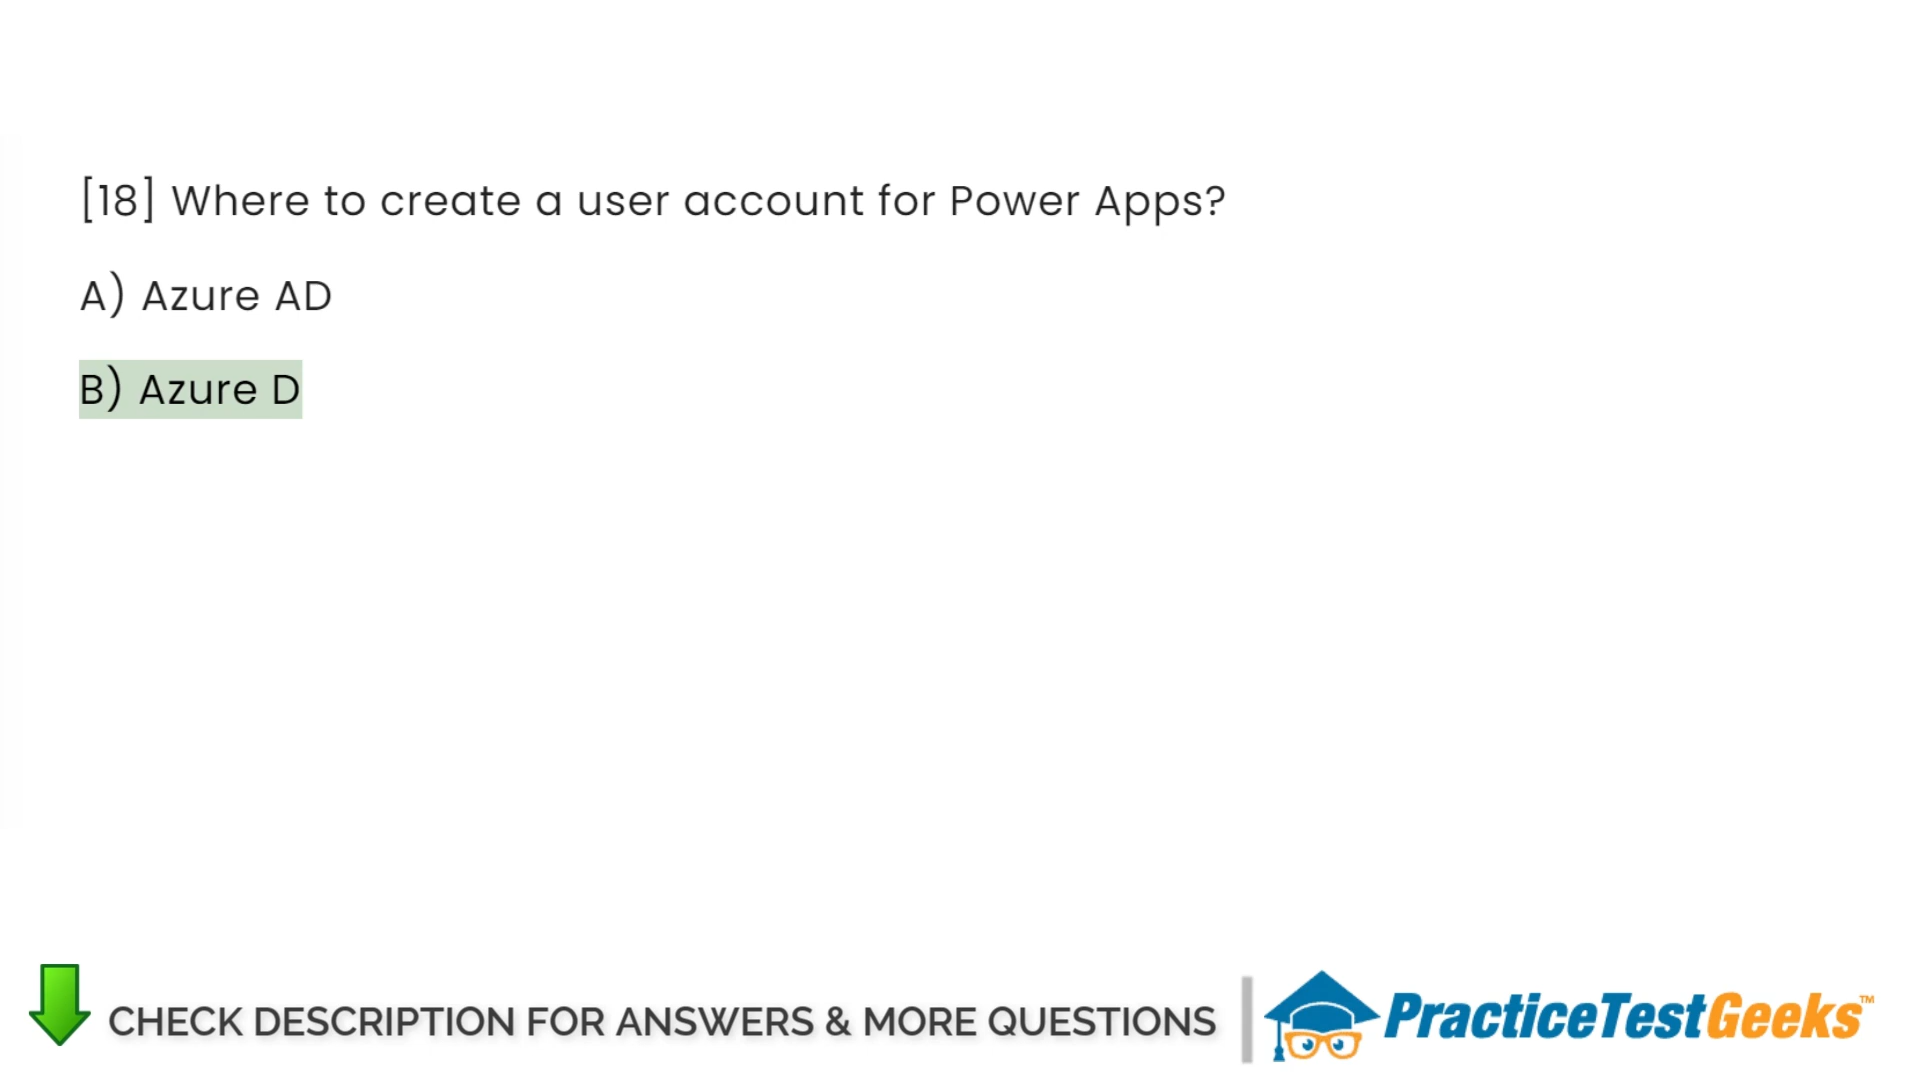 [18] Where to create a user account for Power Apps?
A) Azure AD
B) Azure D
CHECK DESCRIPTION FOR ANSWERS & MORE QUESTIONS
PracticeTestGeeks™